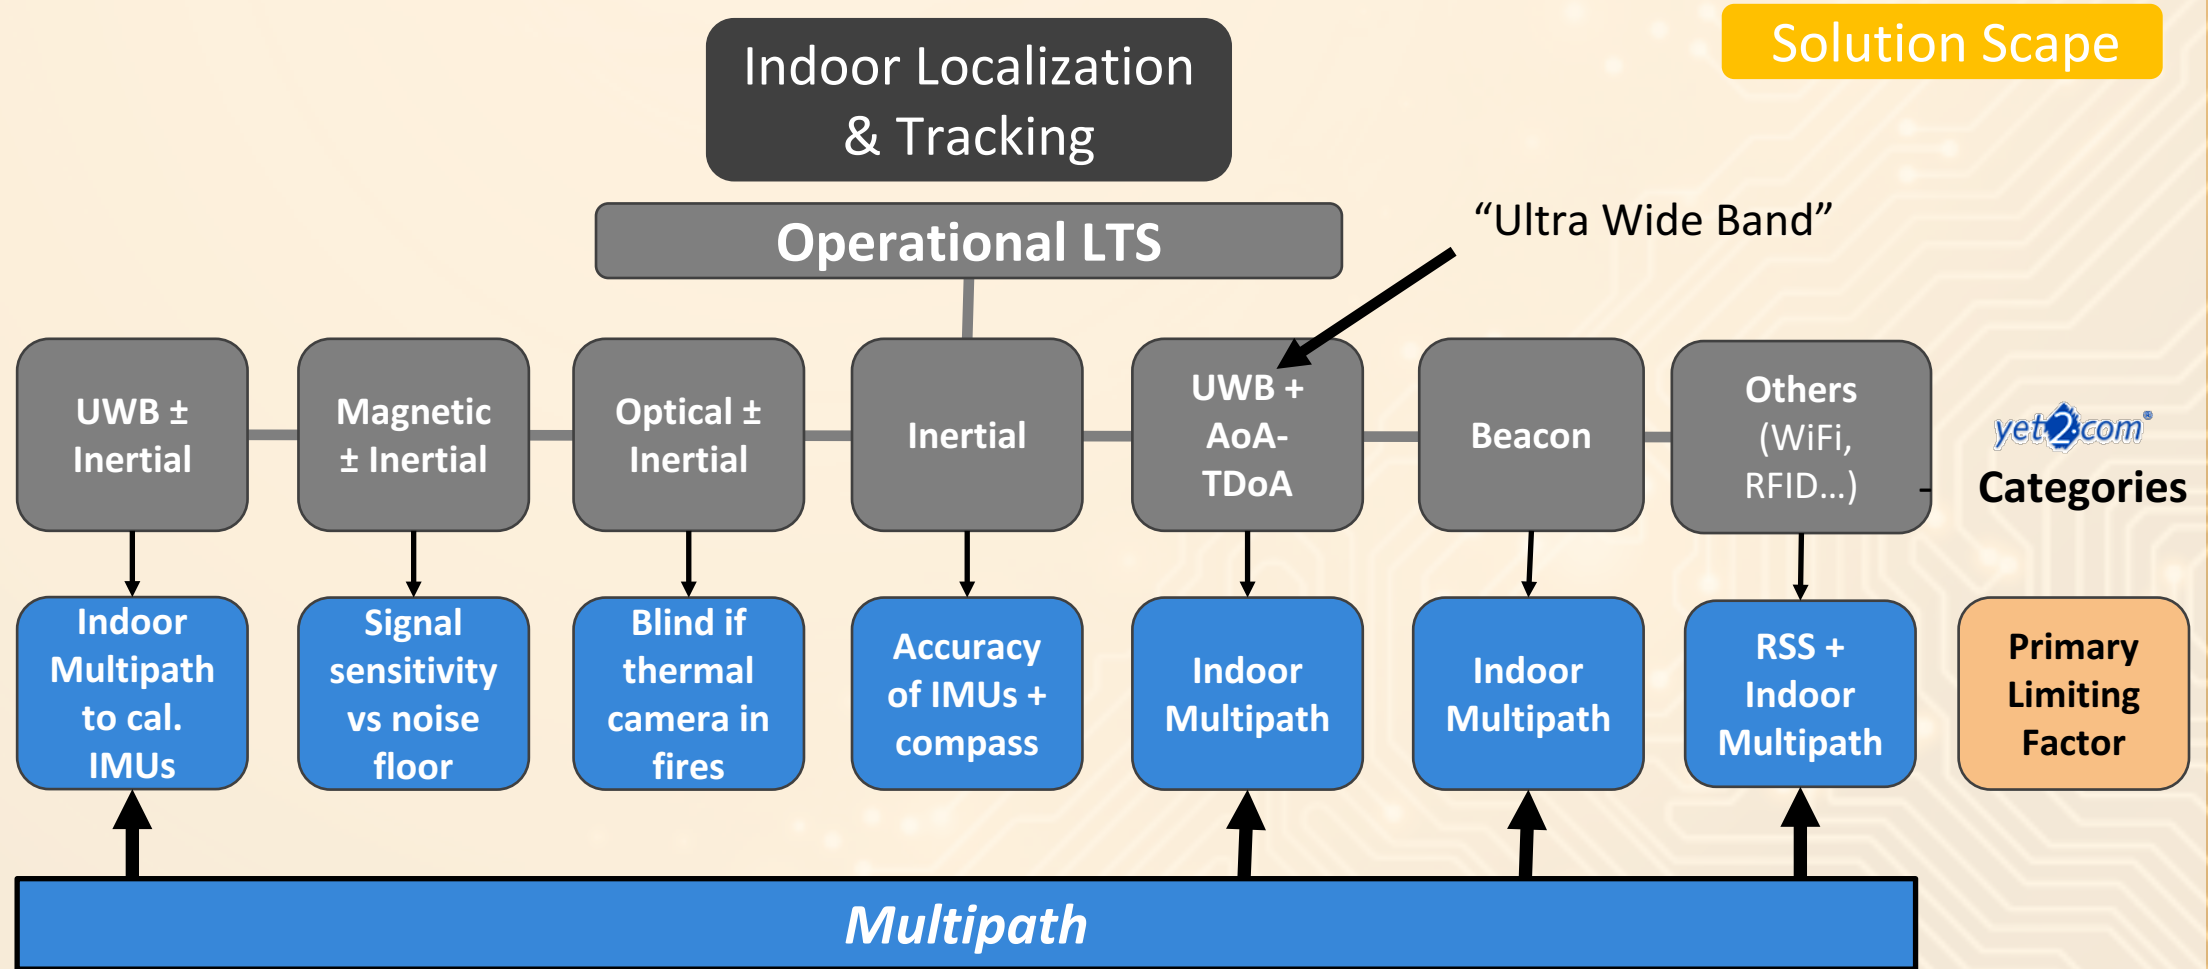 Solution Scape
Indoor Localization
& Tracking
Operational LTS
“Ultra Wide Band”
UWB ±
Inertial
Magnetic
± Inertial
Optical ±
Inertial
Inertial
UWB +
AoA-
TDoA
Beacon
Others
(WiFi,
RFID...)
-
yet2.com®
Categories
Indoor
Multipath
to cal.
IMUs
Signal
sensitivity
vs noise
floor
Blind if
thermal
camera in
fires
Accuracy
of IMUs +
compass
Indoor
Multipath
Indoor
Multipath
RSS +
Indoor
Multipath
Primary
Limiting
Factor
Multipath